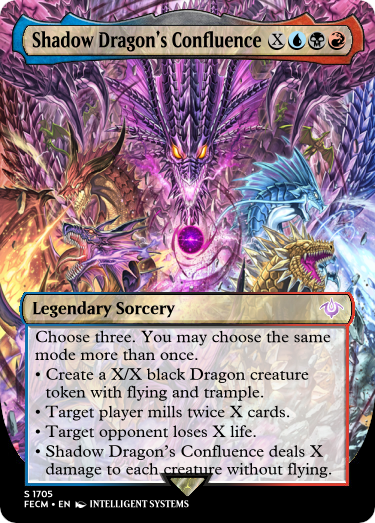 Shadow Dragon's Confluence X
Legendary Sorcery
Choose three. You may choose the same
mode more than once.
• Create a X/X black Dragon creature
token with flying and trample.
• Target player mills twice X cards.
• Target opponent loses X life.
• Shadow Dragon's Confluence deals X
damage to each creature without flying.
S 1705
FECM • EN INTELLIGENT SYSTEMS